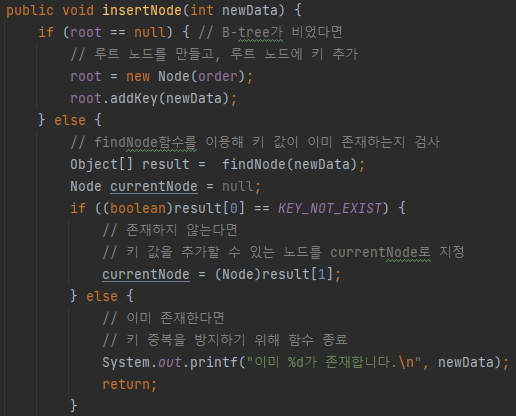 public void insertNode(int newData) {
    if (root == null) { // B-tree가 비었다면
        // 루트 노드를 만들고, 루트 노드에 키 추가
        root = new Node(order);
        root.addKey(newData);
    } else {
        // findNode함수를 이용해 키 값이 이미 존재하는지 검사
        Object[] result =  findNode(newData);
        Node currentNode = null;
        if ((boolean)result[0] == KEY_NOT_EXIST) {
            // 존재하지 않는다면
            // 키 값을 추가할 수 있는 노드를 currentNode로 지정
            currentNode = (Node)result[1];
        } else {
            // 이미 존재한다면
            // 키 중복을 방지하기 위해 함수 종료
            System.out.printf("이미 %d가 존재합니다.\n", newData);
            return;
        }